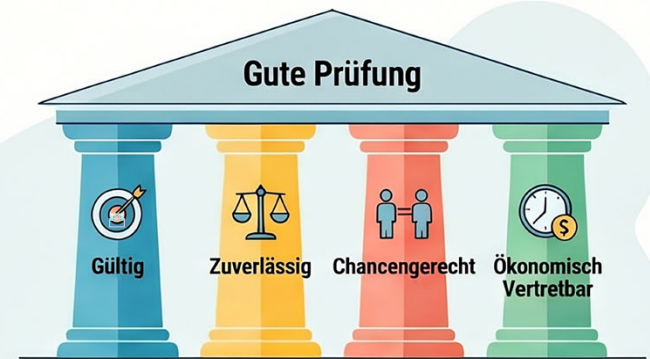 Gute Prüfung
Gültig
Zuverlässig
Chancengerecht
Ökonomisch
Vertretbar
$